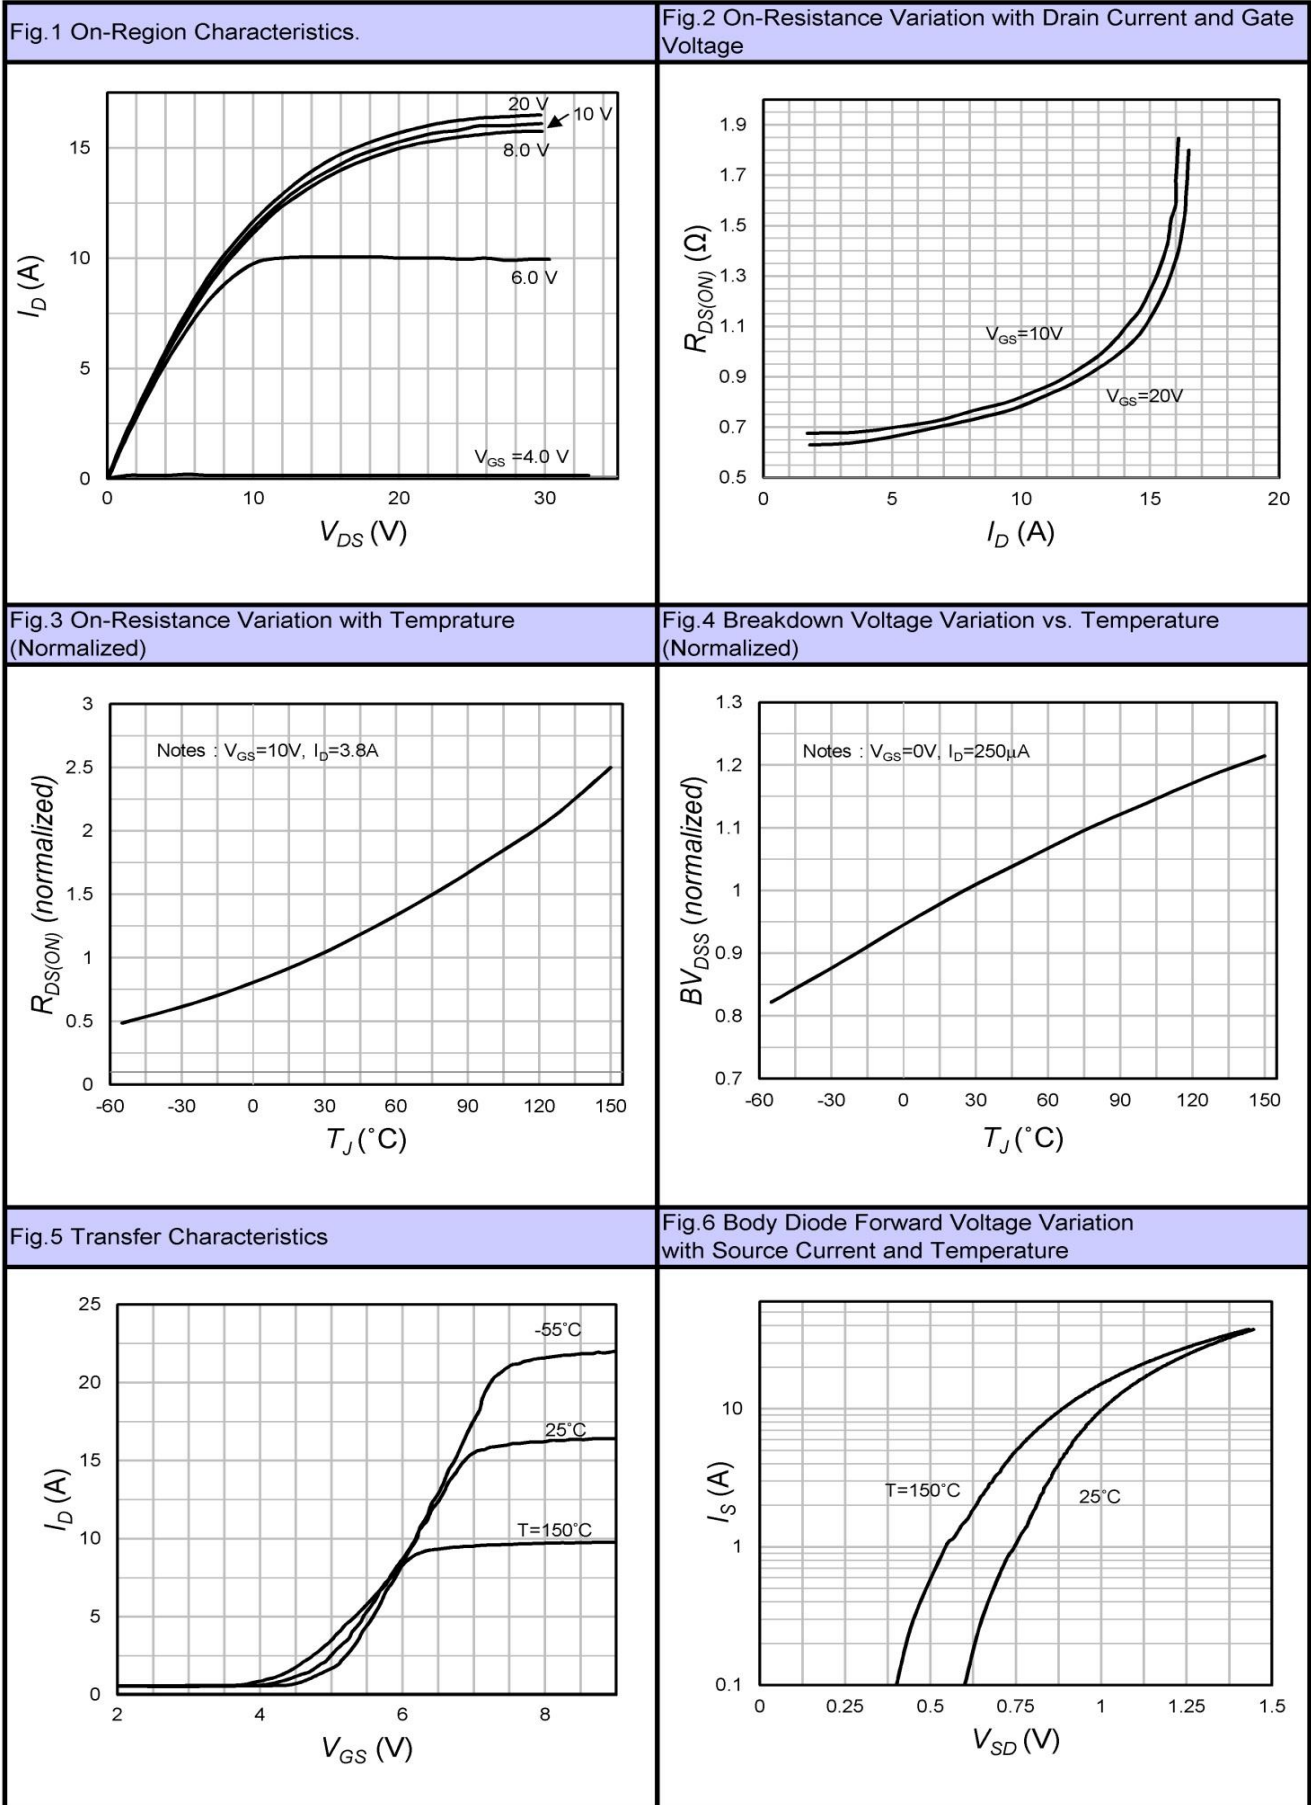 Fig.1 On-Region Characteristics.
Fig.2 On-Resistance Variation with Drain Current and Gate
Voltage
20 V
10 V
8.0 V
6.0 V
V_GS =4.0 V
15
10
5
0
0 10 20 30
I_D (A)
V_DS (V)
1.9
1.7
1.5
1.3
1.1
0.9
0.7
0.5
0 5 10 15 20
R_DS(ON) (Ω)
V_GS=10V
V_GS=20V
I_D (A)
Fig.3 On-Resistance Variation with Temprature
(Normalized)
Fig.4 Breakdown Voltage Variation vs. Temperature
(Normalized)
3
2.5
2
1.5
1
0.5
0
Notes : V_GS=10V, I_D=3.8A
R_DS(ON) (normalized)
-60 -30 0 30 60 90 120 150
T_J (˚C)
1.3
1.2
1.1
1
0.9
0.8
0.7
Notes : V_GS=0V, I_D=250μA
BV_DSS (normalized)
-60 -30 0 30 60 90 120 150
T_J (˚C)
Fig.5 Transfer Characteristics
Fig.6 Body Diode Forward Voltage Variation
with Source Current and Temperature
25
20
15
10
5
0
-55˚C
25˚C
T=150˚C
I_D (A)
2 4 6 8
V_GS (V)
10
1
0.1
T=150˚C
25˚C
I_S (A)
0 0.25 0.5 0.75 1 1.25 1.5
V_SD (V)